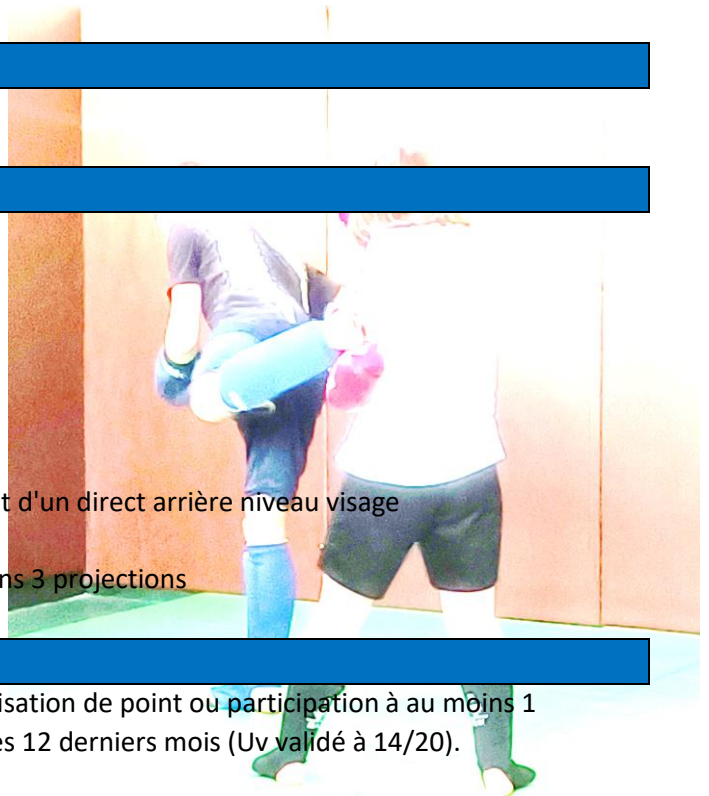 t d'un direct arrière niveau visage
ns 3 projections
isation de point ou participation à au moins 1
es 12 derniers mois (Uv validé à 14/20).